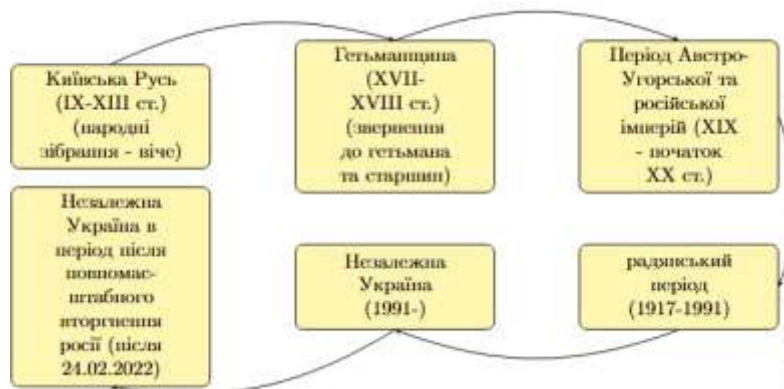 Київська Русь
(IX-XIII ст.)
(народні
зібрання - віче)
Гетьманщина
(XVII-
XVIII ст.)
(звернення
до гетьмана
та старшин)
Період Австро-
Угорської та
російської
імперій (XIX
- початок
XX ст.)
радянський
період
(1917-1991)
Незалежна
Україна
(1991-)
Незалежна
Україна в
період після
повномас-
штабного
вторгнення
росії (після
24.02.2022)